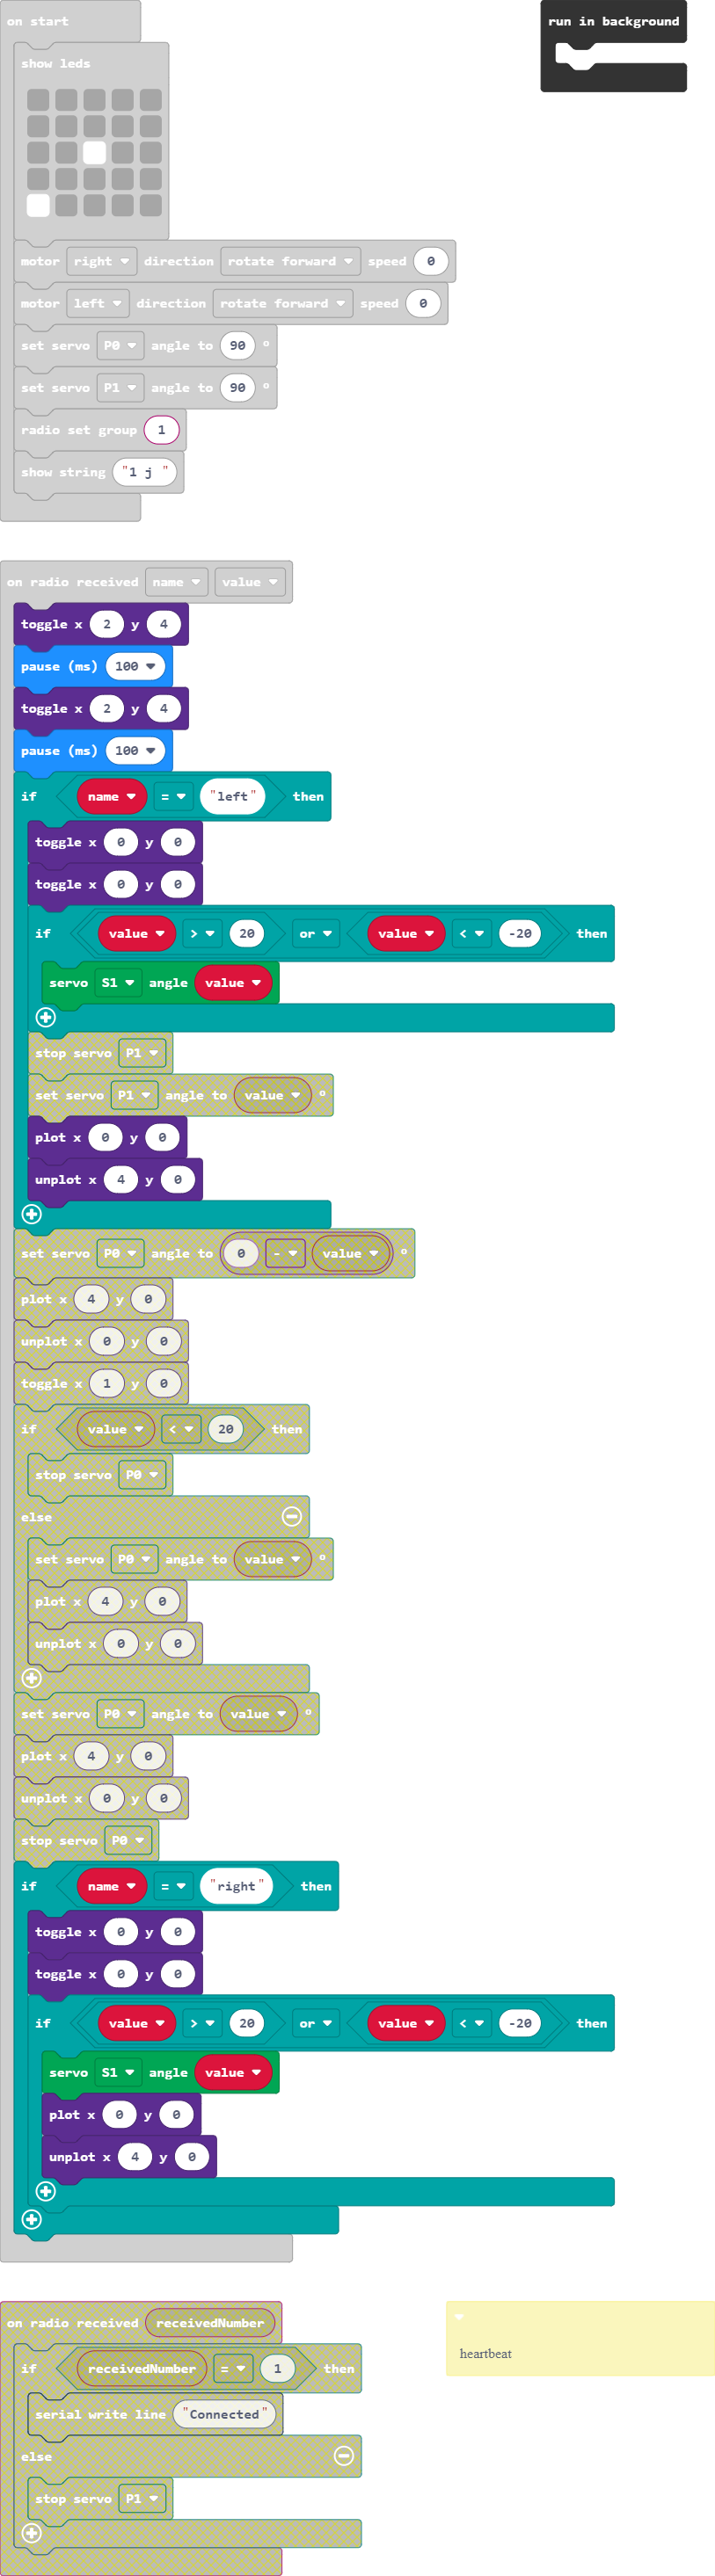 on start
run in background
show leds
motor right direction rotate forward speed 0
motor left direction rotate forward speed 0
set servo P0 angle to 90 °
set servo P1 angle to 90 °
radio set group 1
show string "1 j "
on radio received name value
toggle x 2 y 4
pause (ms) 100
toggle x 2 y 4
pause (ms) 100
if name = "left" then
toggle x 0 y 0
toggle x 0 y 0
if value > 20 or value < -20 then
servo S1 angle value
stop servo P1
set servo P1 angle to value °
plot x 0 y 0
unplot x 4 y 0
set servo P0 angle to 0 - value °
plot x 4 y 0
unplot x 0 y 0
toggle x 1 y 0
if value < 20 then
stop servo P0
else
set servo P0 angle to value °
plot x 4 y 0
unplot x 0 y 0
set servo P0 angle to value °
plot x 4 y 0
unplot x 0 y 0
stop servo P0
if name = "right" then
toggle x 0 y 0
toggle x 0 y 0
if value > 20 or value < -20 then
servo S1 angle value
plot x 0 y 0
unplot x 4 y 0
on radio received receivedNumber
heartbeat
if receivedNumber = 1 then
serial write line "Connected"
else
stop servo P1